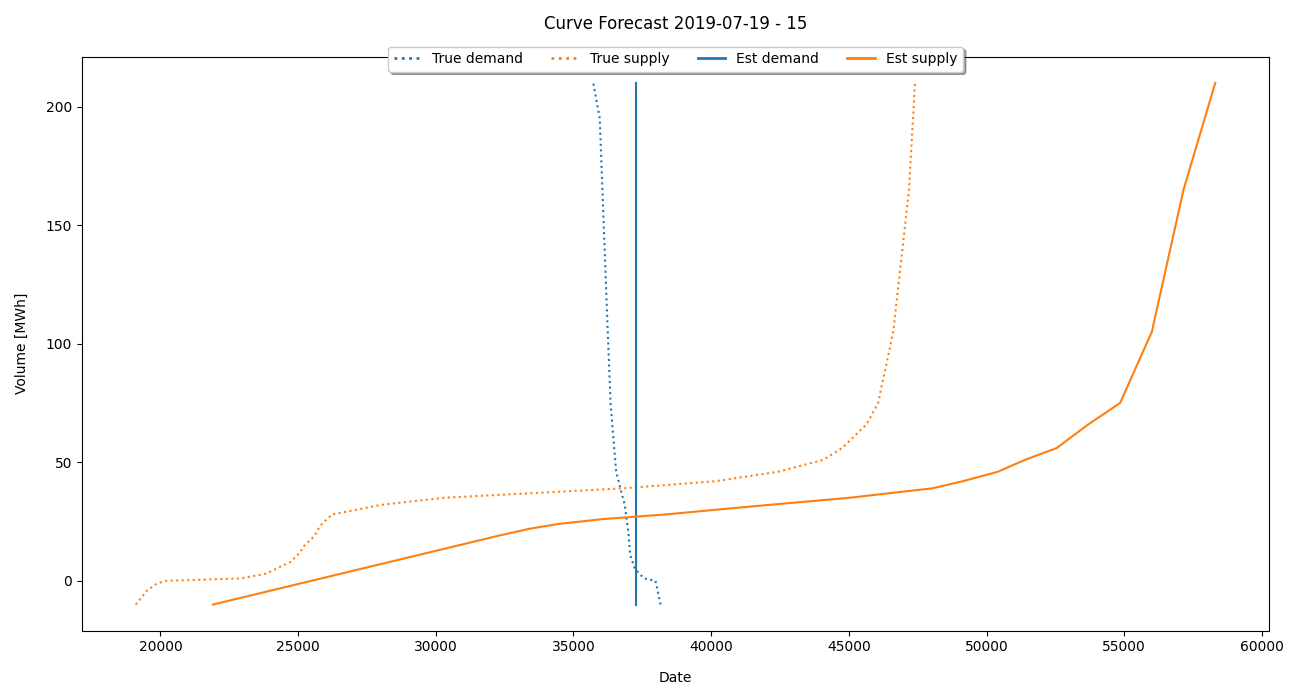 Curve Forecast 2019-07-19 - 15
True demand True supply Est demand Est supply
200
150
100
50
0
Volume [MWh]
20000 25000 30000 35000 40000 45000 50000 55000 60000
Date